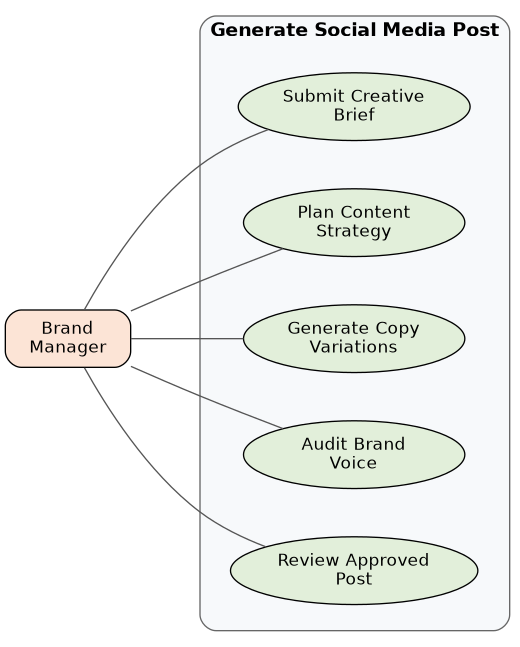 Generate Social Media Post
Submit Creative
Brief
Plan Content
Strategy
Brand
Manager
Generate Copy
Variations
Audit Brand
Voice
Review Approved
Post